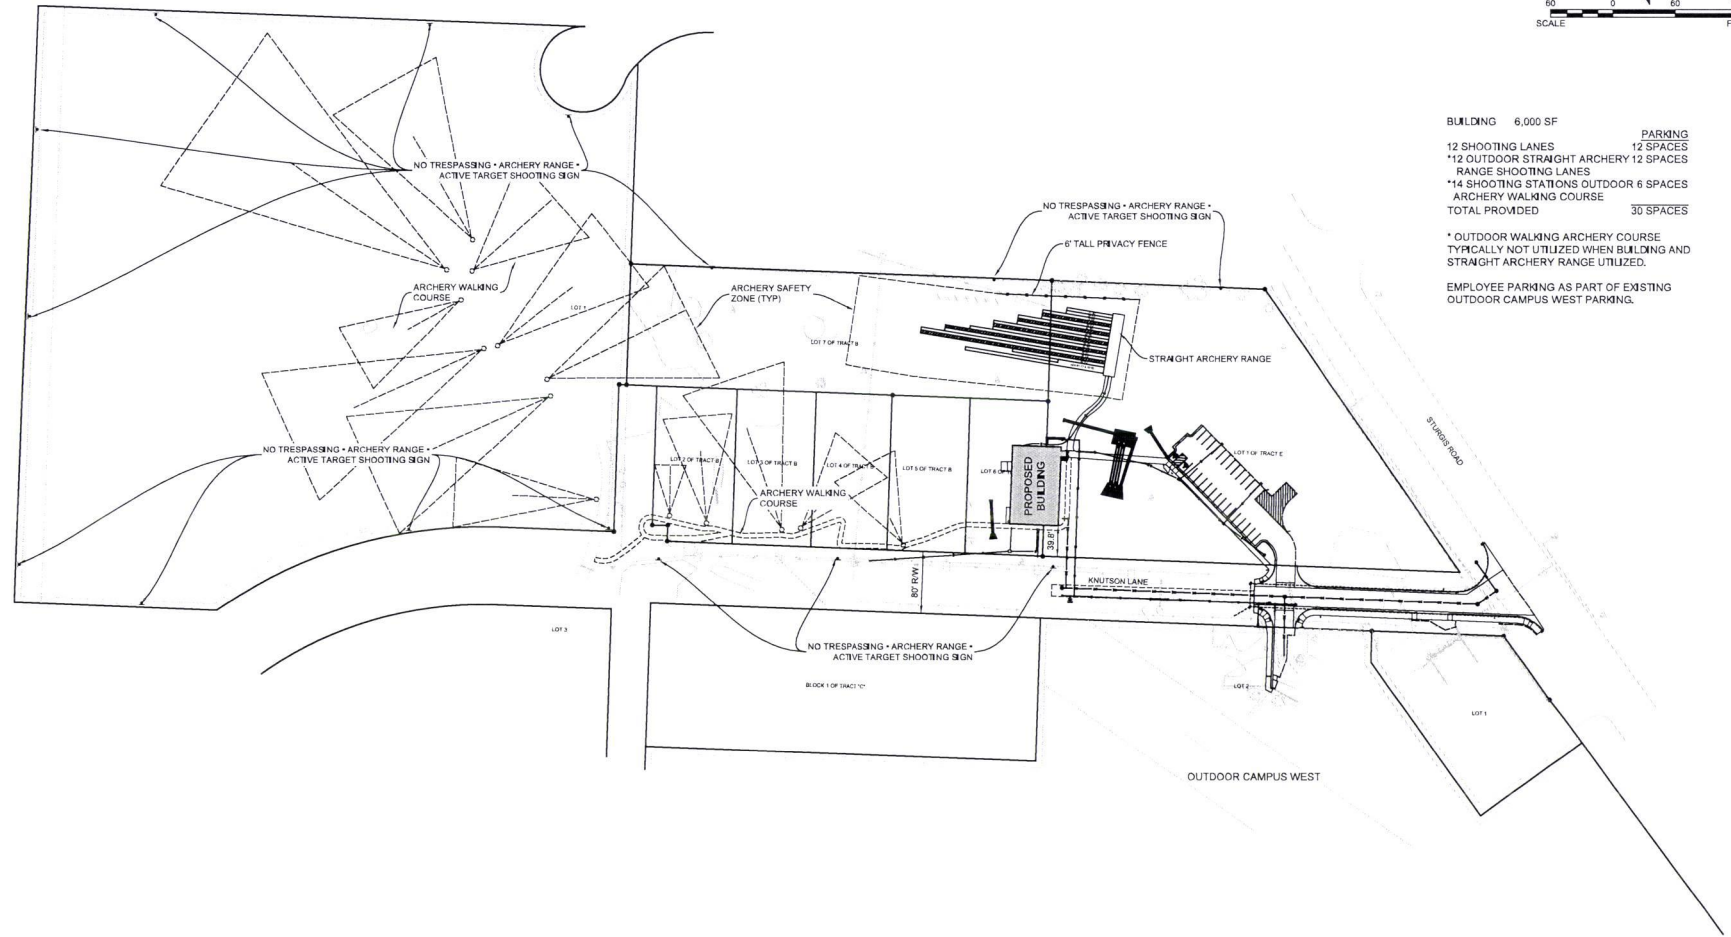 60 0 60
SCALE F
BUILDING 6,000 SF
PARKING
12 SHOOTING LANES 12 SPACES
*12 OUTDOOR STRAIGHT ARCHERY 12 SPACES
RANGE SHOOTING LANES
*14 SHOOTING STATIONS OUTDOOR 6 SPACES
ARCHERY WALKING COURSE
TOTAL PROVIDED 30 SPACES
* OUTDOOR WALKING ARCHERY COURSE
TYPICALLY NOT UTILIZED WHEN BUILDING AND
STRAIGHT ARCHERY RANGE UTILIZED.
EMPLOYEE PARKING AS PART OF EXISTING
OUTDOOR CAMPUS WEST PARKING.
NO TRESPASSING • ARCHERY RANGE •
ACTIVE TARGET SHOOTING SIGN
NO TRESPASSING • ARCHERY RANGE •
ACTIVE TARGET SHOOTING SIGN
6' TALL PRIVACY FENCE
ARCHERY WALKING
COURSE
ARCHERY SAFETY
ZONE (TYP)
LOT 1
LOT 7 OF TRACT B
STRAIGHT ARCHERY RANGE
STURGIS ROAD
NO TRESPASSING • ARCHERY RANGE •
ACTIVE TARGET SHOOTING SIGN
LOT 2 OF TRACT B
LOT 3 OF TRACT B
LOT 4 OF TRACT B
LOT 5 OF TRACT B
LOT 6 OF
LOT 1 OF TRACT E
ARCHERY WALKING
COURSE
PROPOSED
BUILDING
39.8'
80' R/W
KNUTSON LANE
LOT 3
NO TRESPASSING • ARCHERY RANGE •
ACTIVE TARGET SHOOTING SIGN
BLOCK 1 OF TRACT "C"
LOT 2
LOT 1
OUTDOOR CAMPUS WEST